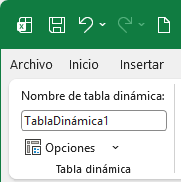 Archivo Inicio Insertar
Nombre de tabla dinámica:
TablaDinámica1
Opciones
Tabla dinámica